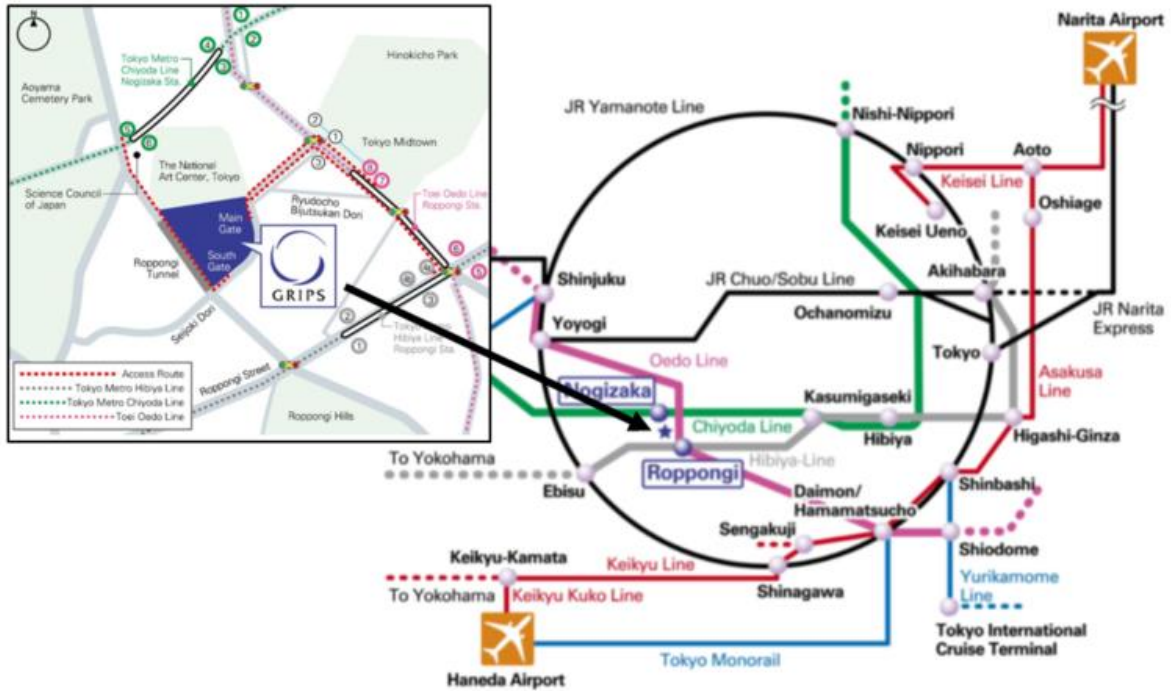 N
Hinokicho Park
Tokyo Metro
Chiyoda Line
Nogizaka Sta.
Aoyama
Cemetery Park
Tokyo Midtown
The National
Art Center, Tokyo
Science Council
of Japan
Ryudocho
Bijutsukan Dori
Toei Oedo Line
Roppongi Sta.
Main
Gate
South
Gate
Roppongi
Tunnel
GRIPS
Hibiya Line
Roppongi Sta.
Roppongi Street
Roppongi Hills
Access Route
Tokyo Metro Hibiya Line
Tokyo Metro Chiyoda Line
Toei Oedo Line
Narita Airport
JR Yamanote Line
Nishi-Nippori
Nippori
Aoto
Keisei Line
Oshiage
Keisei Ueno
Shinjuku
JR Chuo/Sobu Line
Akihabara
Ochanomizu
JR Narita
Express
Yoyogi
Oedo Line
Tokyo
Nogizaka
Kasumigaseki
Asakusa
Line
Chiyoda Line
Hibiya
Higashi-Ginza
To Yokohama
Roppongi
Hibiya-Line
Ebisu
Daimon/
Hamamatsucho
Shinbashi
Sengakuji
Shiodome
Keikyu-Kamata
Keikyu Line
Shinagawa
To Yokohama
Keikyu Kuko Line
Yurikamome
Line
Tokyo International
Cruise Terminal
Tokyo Monorail
Haneda Airport